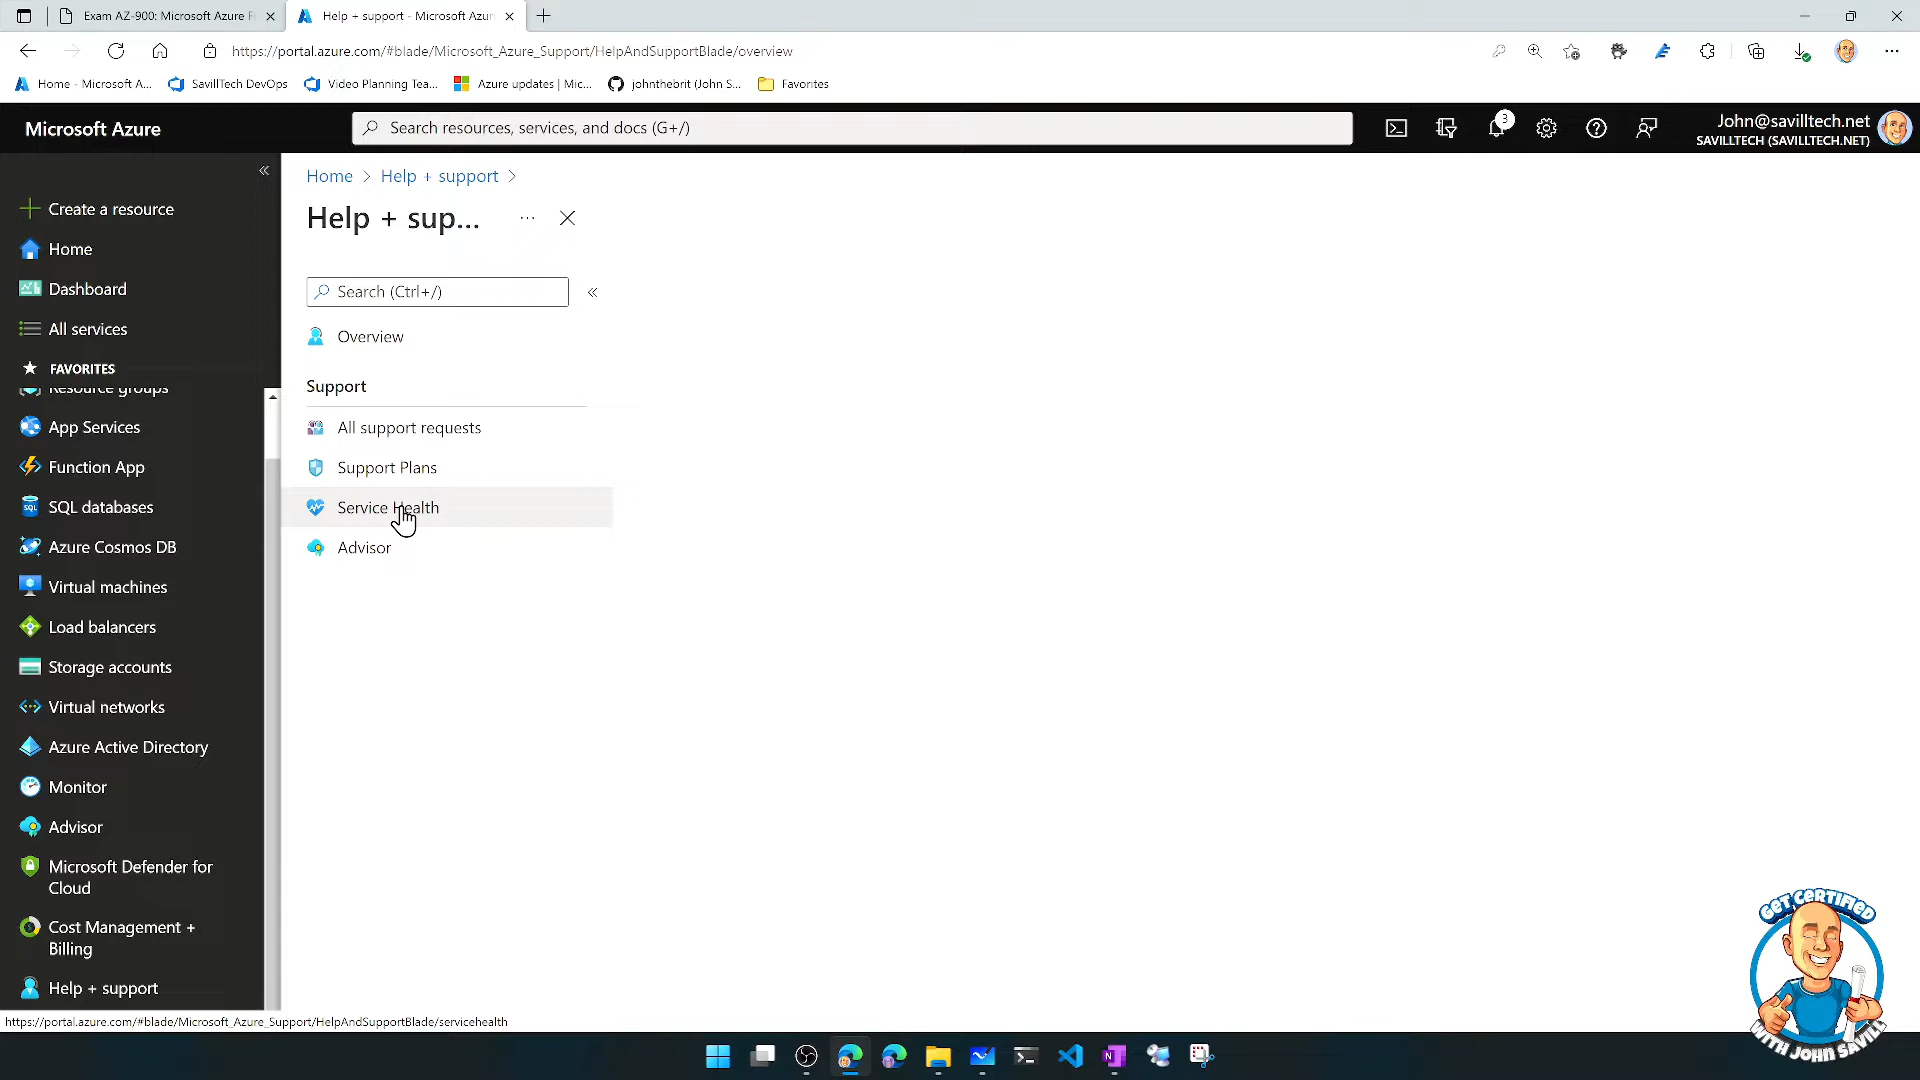 Exam AZ-900: Microsoft Azure F
Help + support - Microsoft Azur
https://portal.azure.com/#blade/Microsoft_Azure_Support/HelpAndSupportBlade/overview
Home - Microsoft A...
SavillTech DevOps
Video Planning Tea...
Azure updates | Mic...
johnthebrit (John S...
Favorites
Microsoft Azure
Search resources, services, and docs (G+/)
3
John@savilltech.net
SAVILLTECH (SAVILLTECH.NET)
Create a resource
Home
Dashboard
All services
FAVORITES
Resource groups
App Services
Function App
SQL databases
Azure Cosmos DB
Virtual machines
Load balancers
Storage accounts
Virtual networks
Azure Active Directory
Monitor
Advisor
Microsoft Defender for
Cloud
Cost Management +
Billing
Help + support
Home > Help + support >
Help + sup...
Search (Ctrl+/)
Overview
Support
All support requests
Support Plans
Service Health
Advisor
https://portal.azure.com/#blade/Microsoft_Azure_Support/HelpAndSupportBlade/servicehealth
GET CERTIFIED
WITH JOHN SAVILL